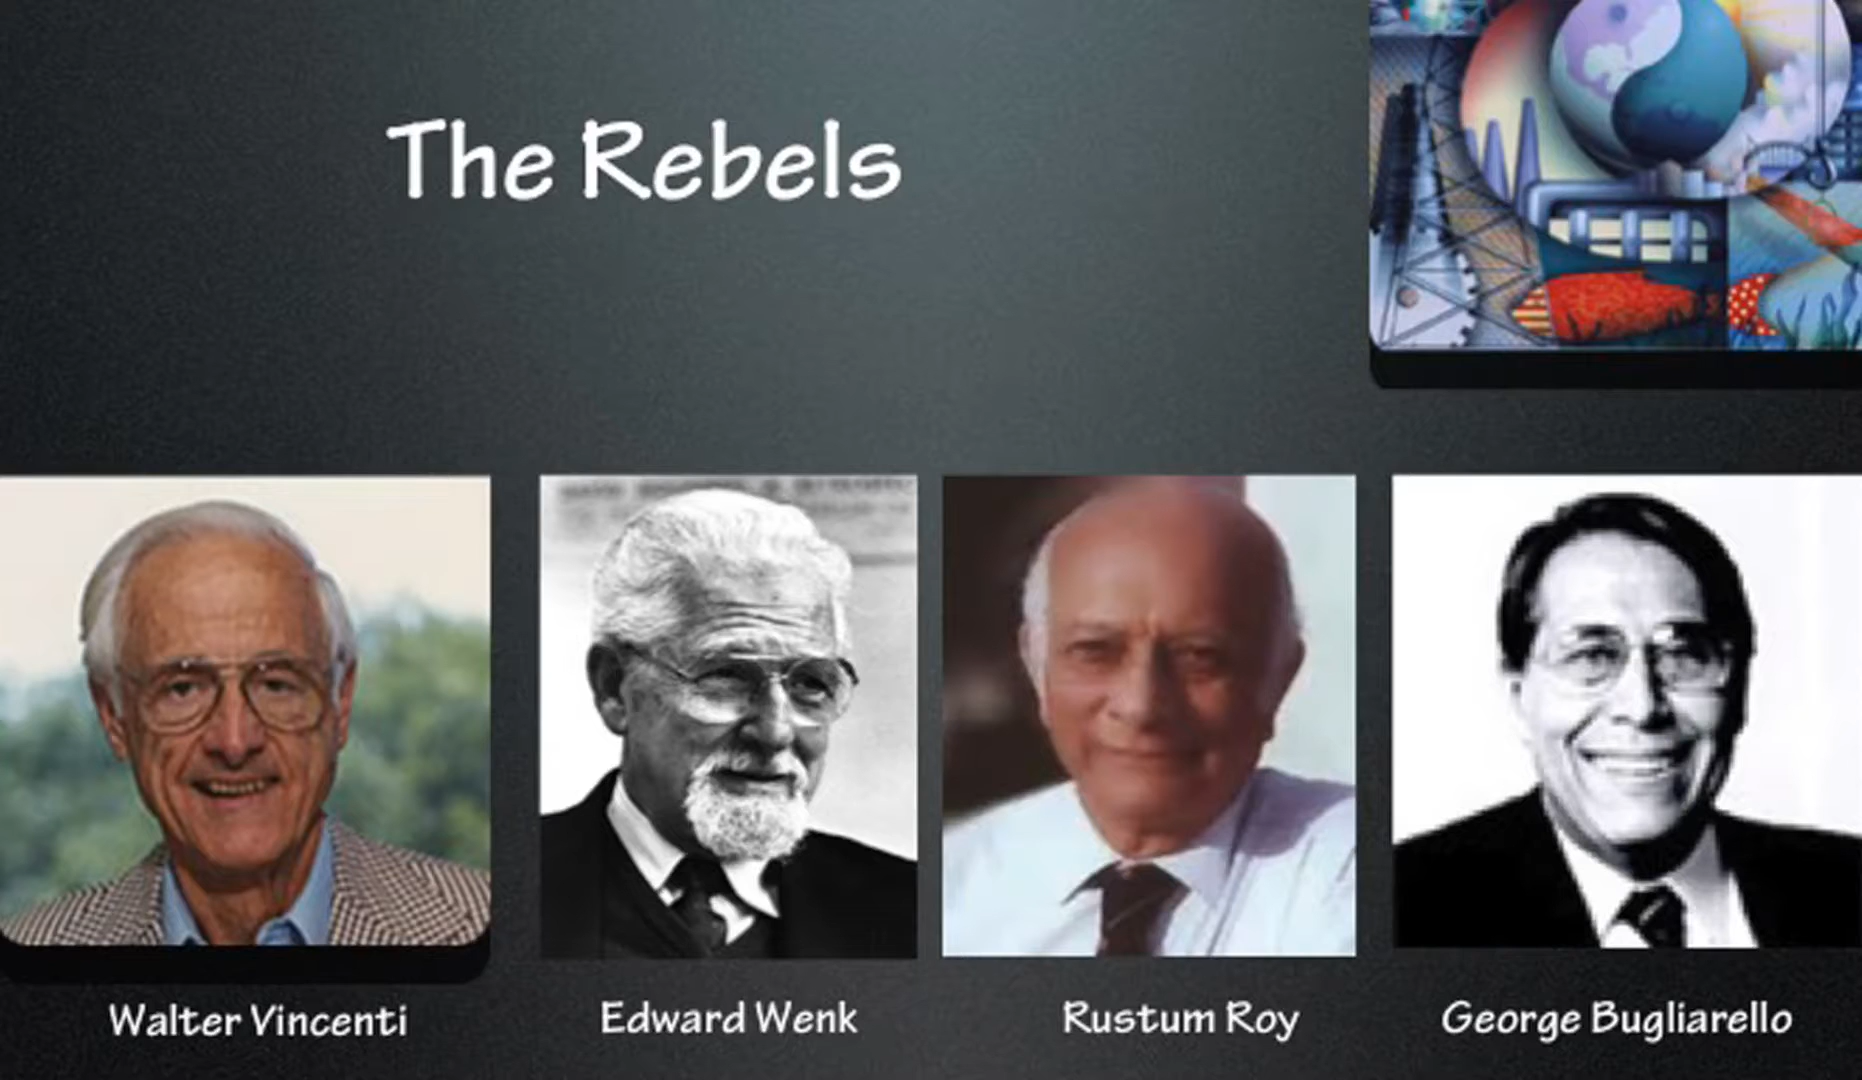 The Rebels
Walter Vincenti
Edward Wenk
Rustum Roy
George Bugliarello